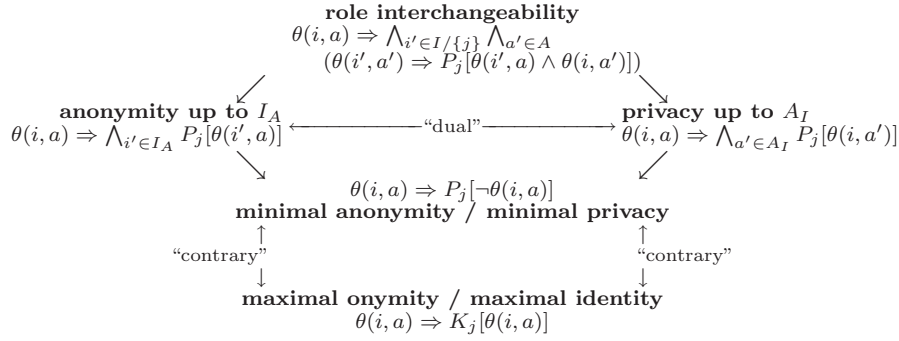 role interchangeability
θ(i, a) ⇒ ⋀_{i′∈I/{j}} ⋀_{a′∈A}
(θ(i′, a′) ⇒ P_j[θ(i′, a) ∧ θ(i, a′)])
anonymity up to I_A
privacy up to A_I
θ(i, a) ⇒ ⋀_{i′∈I_A} P_j[θ(i′, a)]
“dual”
θ(i, a) ⇒ ⋀_{a′∈A_I} P_j[θ(i, a′)]
θ(i, a) ⇒ P_j[¬θ(i, a)]
minimal anonymity / minimal privacy
“contrary”
“contrary”
maximal onymity / maximal identity
θ(i, a) ⇒ K_j[θ(i, a)]